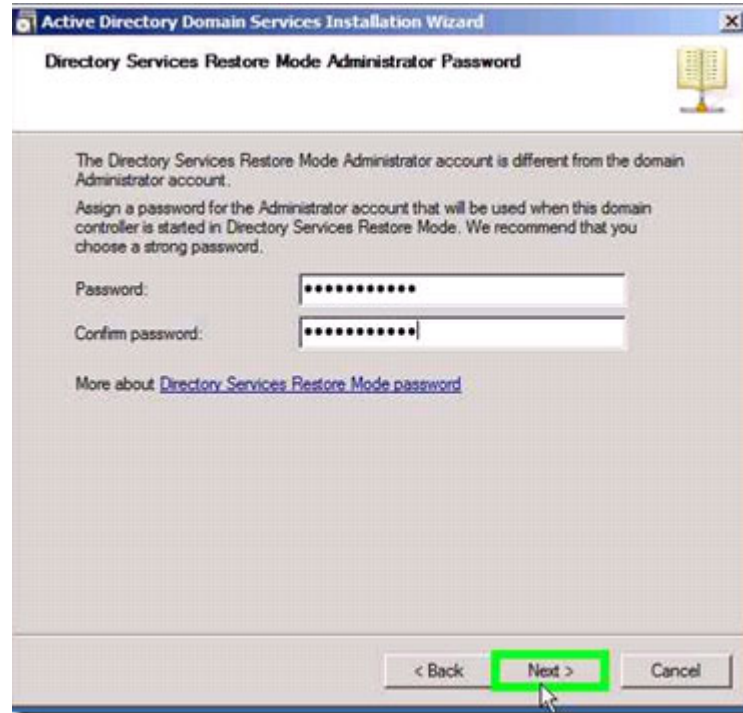 Active Directory Domain Services Installation Wizard
Directory Services Restore Mode Administrator Password
The Directory Services Restore Mode Administrator account is different from the domain
Administrator account.
Assign a password for the Administrator account that will be used when this domain
controller is started in Directory Services Restore Mode. We recommend that you
choose a strong password.
Password: •••••••••••
Confirm password: •••••••••••
More about Directory Services Restore Mode password
< Back Next > Cancel